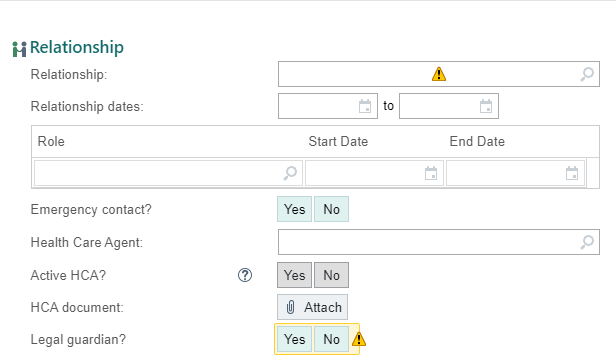 Relationship
Relationship:
Relationship dates: to
Role Start Date End Date
Emergency contact? Yes No
Health Care Agent:
Active HCA? ? Yes No
HCA document: Attach
Legal guardian? Yes No